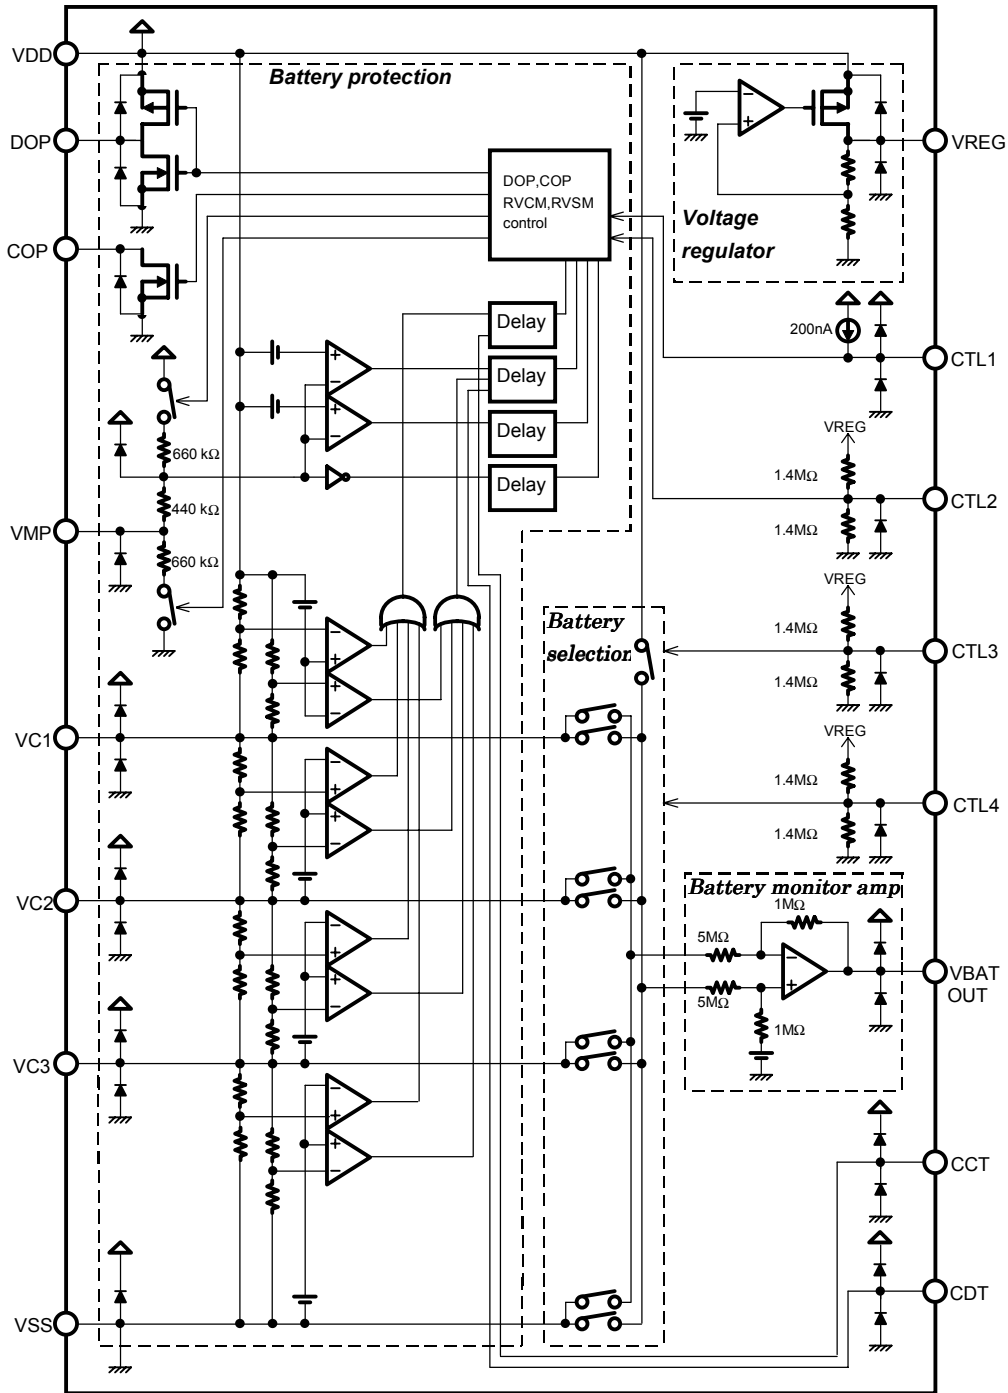 VDD
Battery protection
DOP
VREG
DOP,COP
RVCM,RVSM
control
Voltage
regulator
COP
Delay
200nA
CTL1
Delay
VREG
Delay
660 kΩ
1.4MΩ
Delay
CTL2
440 kΩ
VMP
1.4MΩ
660 kΩ
VREG
Battery
selection
1.4MΩ
CTL3
1.4MΩ
VC1
VREG
1.4MΩ
CTL4
1.4MΩ
VC2
Battery monitor amp
1MΩ
5MΩ
VBAT
OUT
5MΩ
1MΩ
VC3
CCT
CDT
VSS